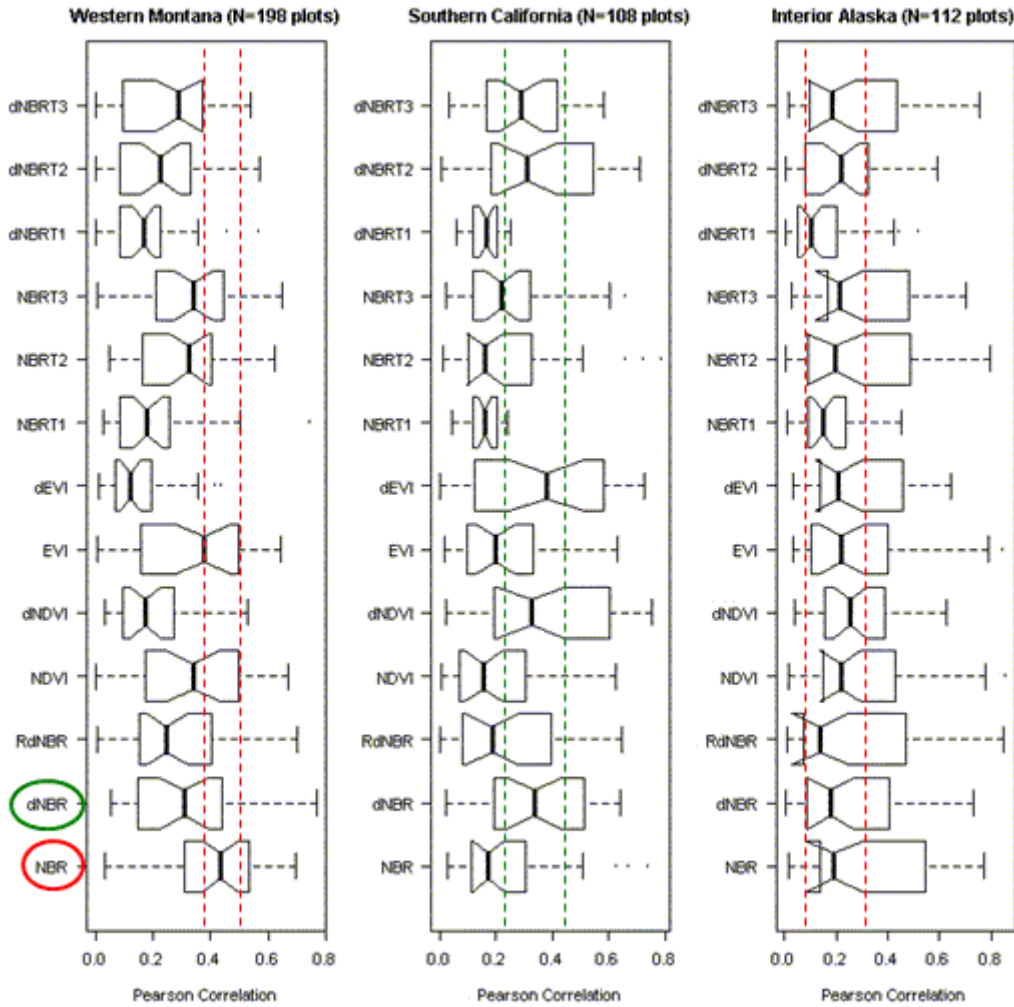 Western Montana (N=198 plots)
dNBRT3
dNBRT2
dNBRT1
NBRT3
NBRT2
NBRT1
dEVI
EVI
dNDVI
NDVI
RdNBR
dNBR
NBR
0.0 0.2 0.4 0.6 0.8
Pearson Correlation
Southern California (N=108 plots)
dNBRT3
dNBRT2
dNBRT1
NBRT3
NBRT2
NBRT1
dEVI
EVI
dNDVI
NDVI
RdNBR
dNBR
NBR
0.0 0.2 0.4 0.6 0.8
Pearson Correlation
Interior Alaska (N=112 plots)
dNBRT3
dNBRT2
dNBRT1
NBRT3
NBRT2
NBRT1
dEVI
EVI
dNDVI
NDVI
RdNBR
dNBR
NBR
0.0 0.2 0.4 0.6 0.8
Pearson Correlation